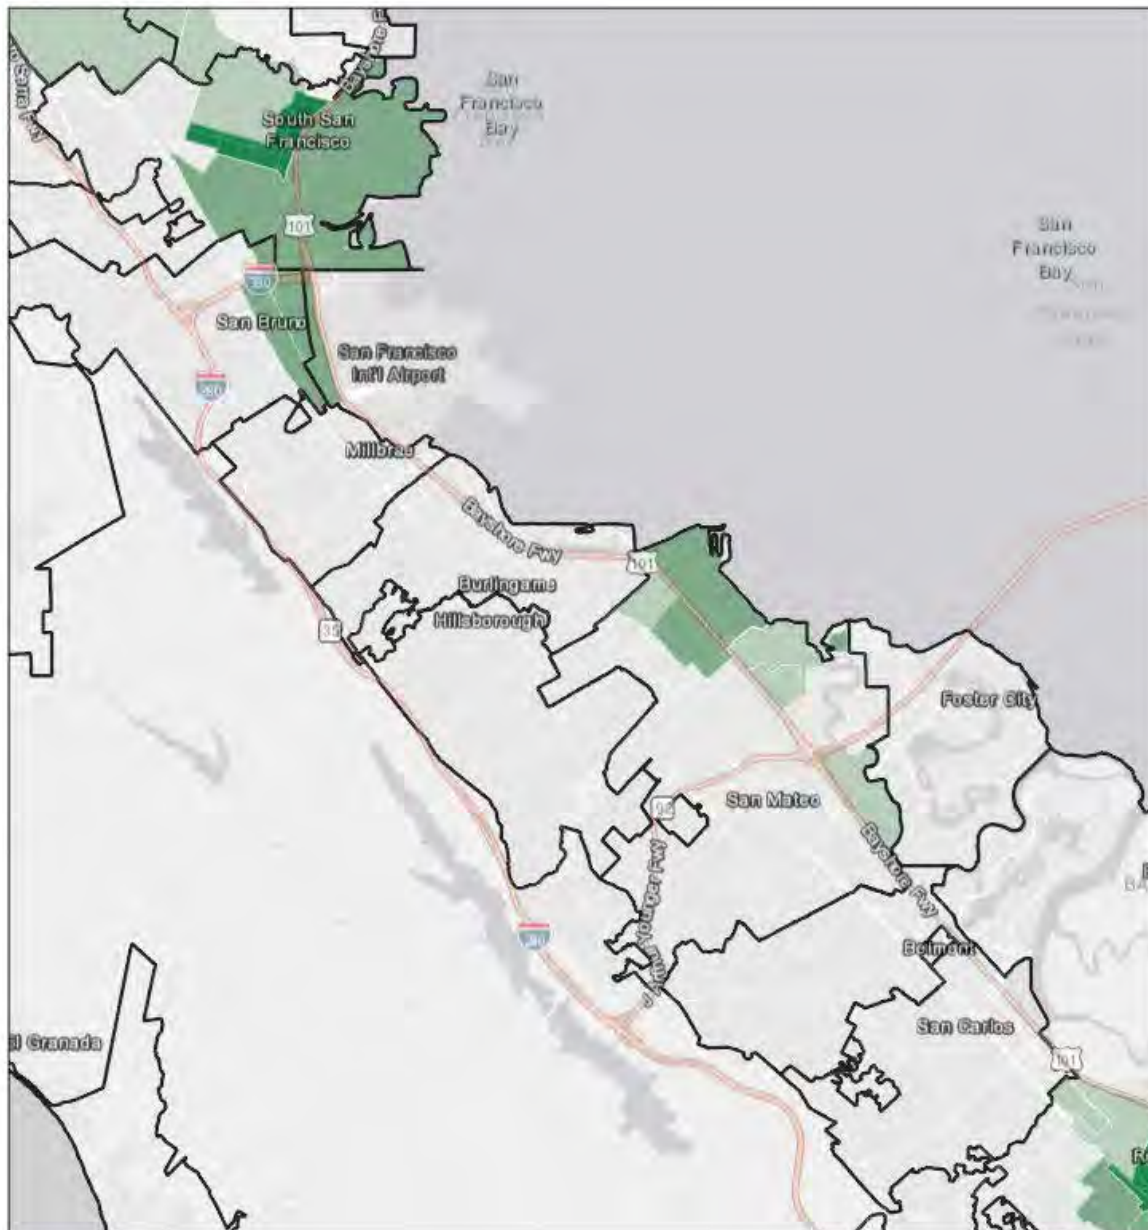 Bayshore F
San
Francisco
Bay
South San
Francisco
101
San
Francisco
Bay
380
San Bruno
San Francisco
Int'l Airport
280
Millbrae
Bayshore Fwy
101
Burlingame
Hillsborough
35
Foster City
San Mateo
92
Bayshore Fwy
Arthur Younger Fwy
280
Belmont
San Carlos
El Granada
101